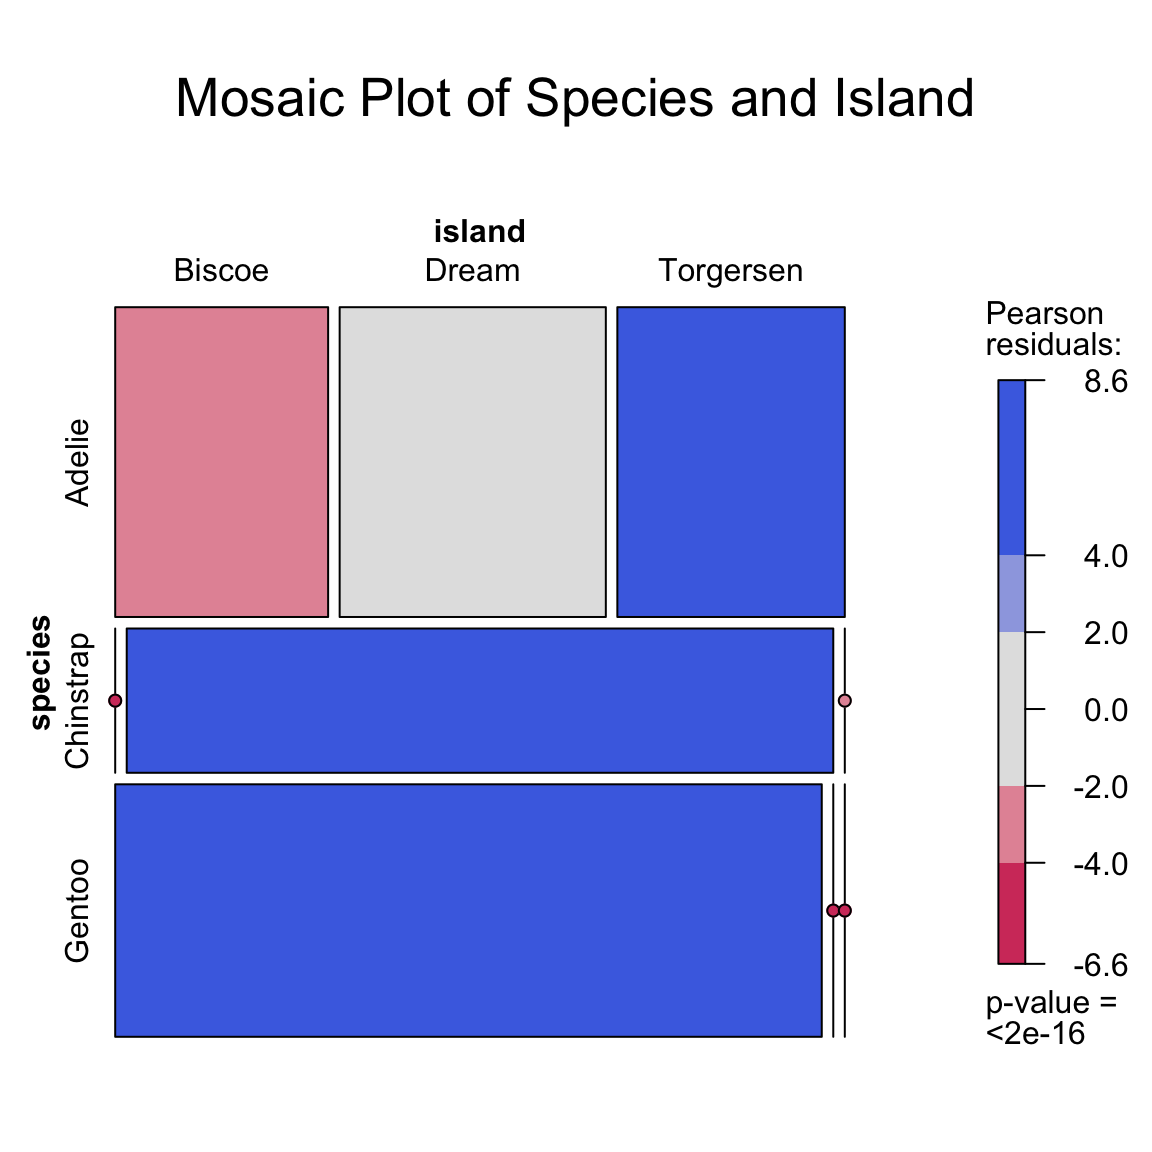 Mosaic Plot of Species and Island
island
Biscoe Dream Torgersen
species
Adelie
Chinstrap
Gentoo
Pearson
residuals:
8.6
4.0
2.0
0.0
-2.0
-4.0
-6.6
p-value =
<2e-16